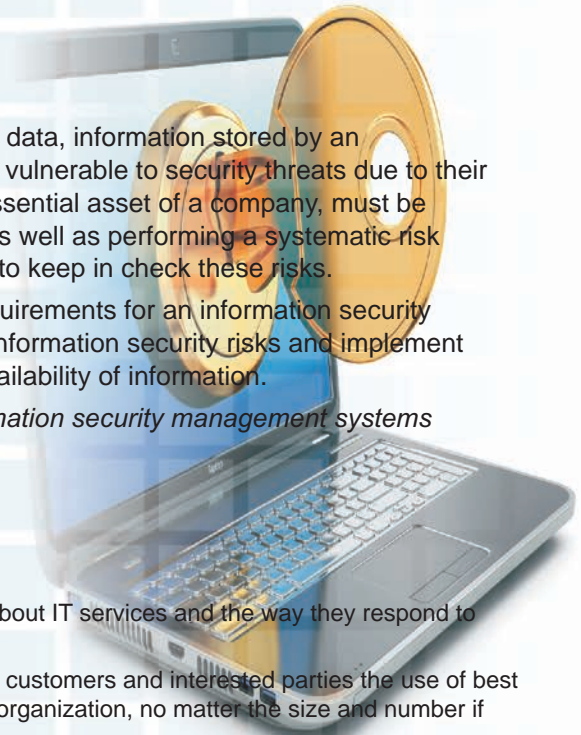 data, information stored by an
vulnerable to security threats due to their
ssential asset of a company, must be
s well as performing a systematic risk
to keep in check these risks.
uirements for an information security
nformation security risks and implement
ailability of information.
mation security management systems
bout IT services and the way they respond to
customers and interested parties the use of best
organization, no matter the size and number if